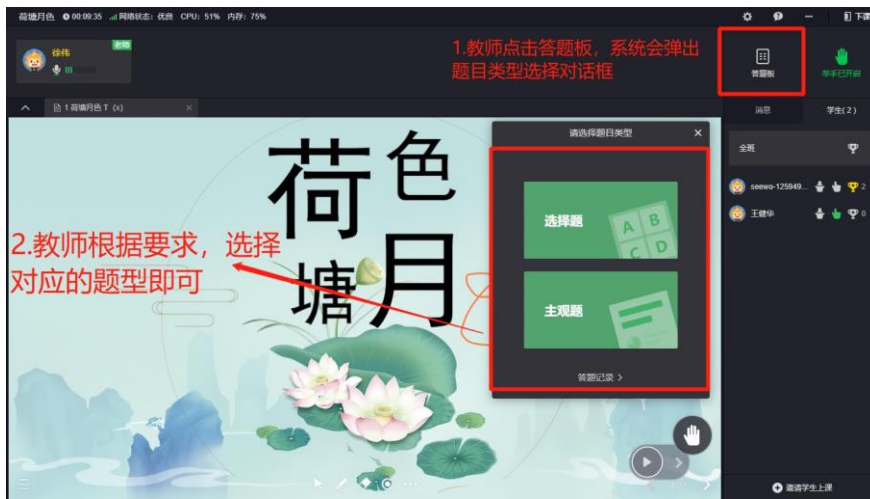 荷塘月色 00:09:35 网络状态: 优良 CPU: 51% 内存: 75%
下课
徐伟
老师
1.教师点击答题板，系统会弹出
题目类型选择对话框
答题板
举手已开启
1 荷塘月色 T (x)
消息
学生(2)
请选择题目类型
全班
荷塘
色月
选择题
A B
C D
seewo-125949... 2
王健华 0
2.教师根据要求，选择
对应的题型即可
主观题
答题记录 >
邀请学生上课